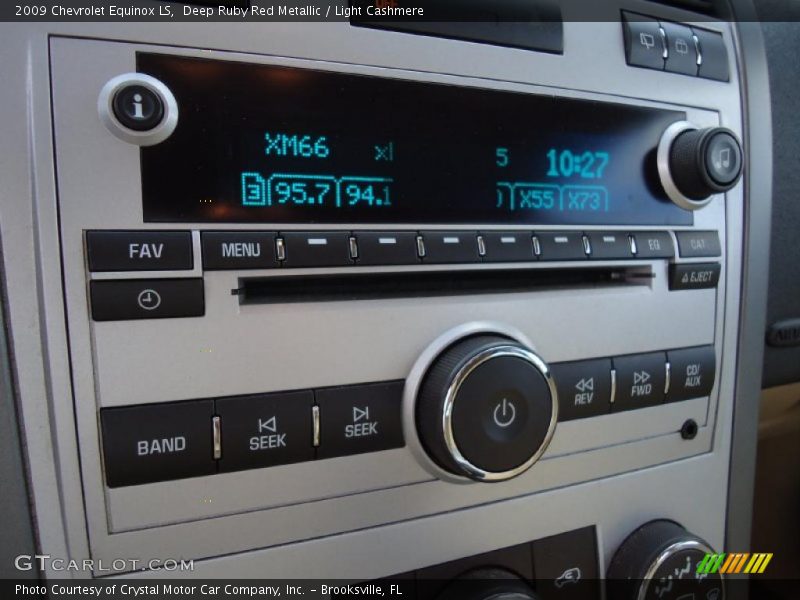 2009 Chevrolet Equinox LS, Deep Ruby Red Metallic / Light Cashmere
i
XM66 x 5 10:27
3 95.7 94.1 X55 X73
FAV MENU EQ CAT
EJECT
BAND SEEK SEEK REV FWD CD/AUX
GTCARLOT.COM
Photo Courtesy of Crystal Motor Car Company, Inc. - Brooksville, FL